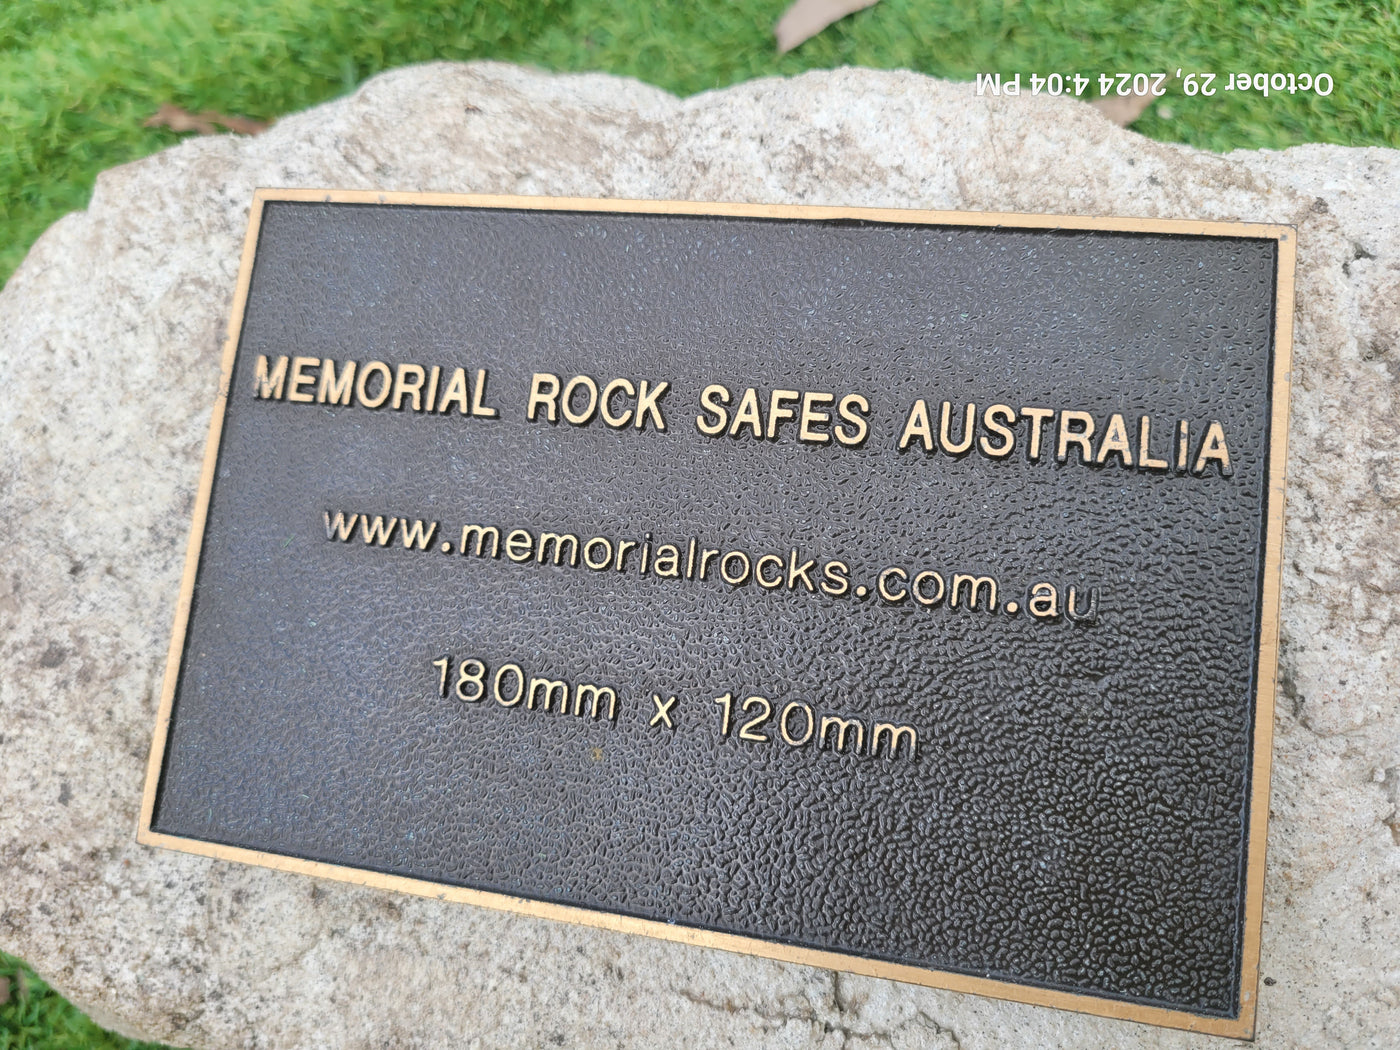 October 29, 2024 4:04 PM
MEMORIAL ROCK SAFES AUSTRALIA
www.memorialrocks.com.au
180mm x 120mm